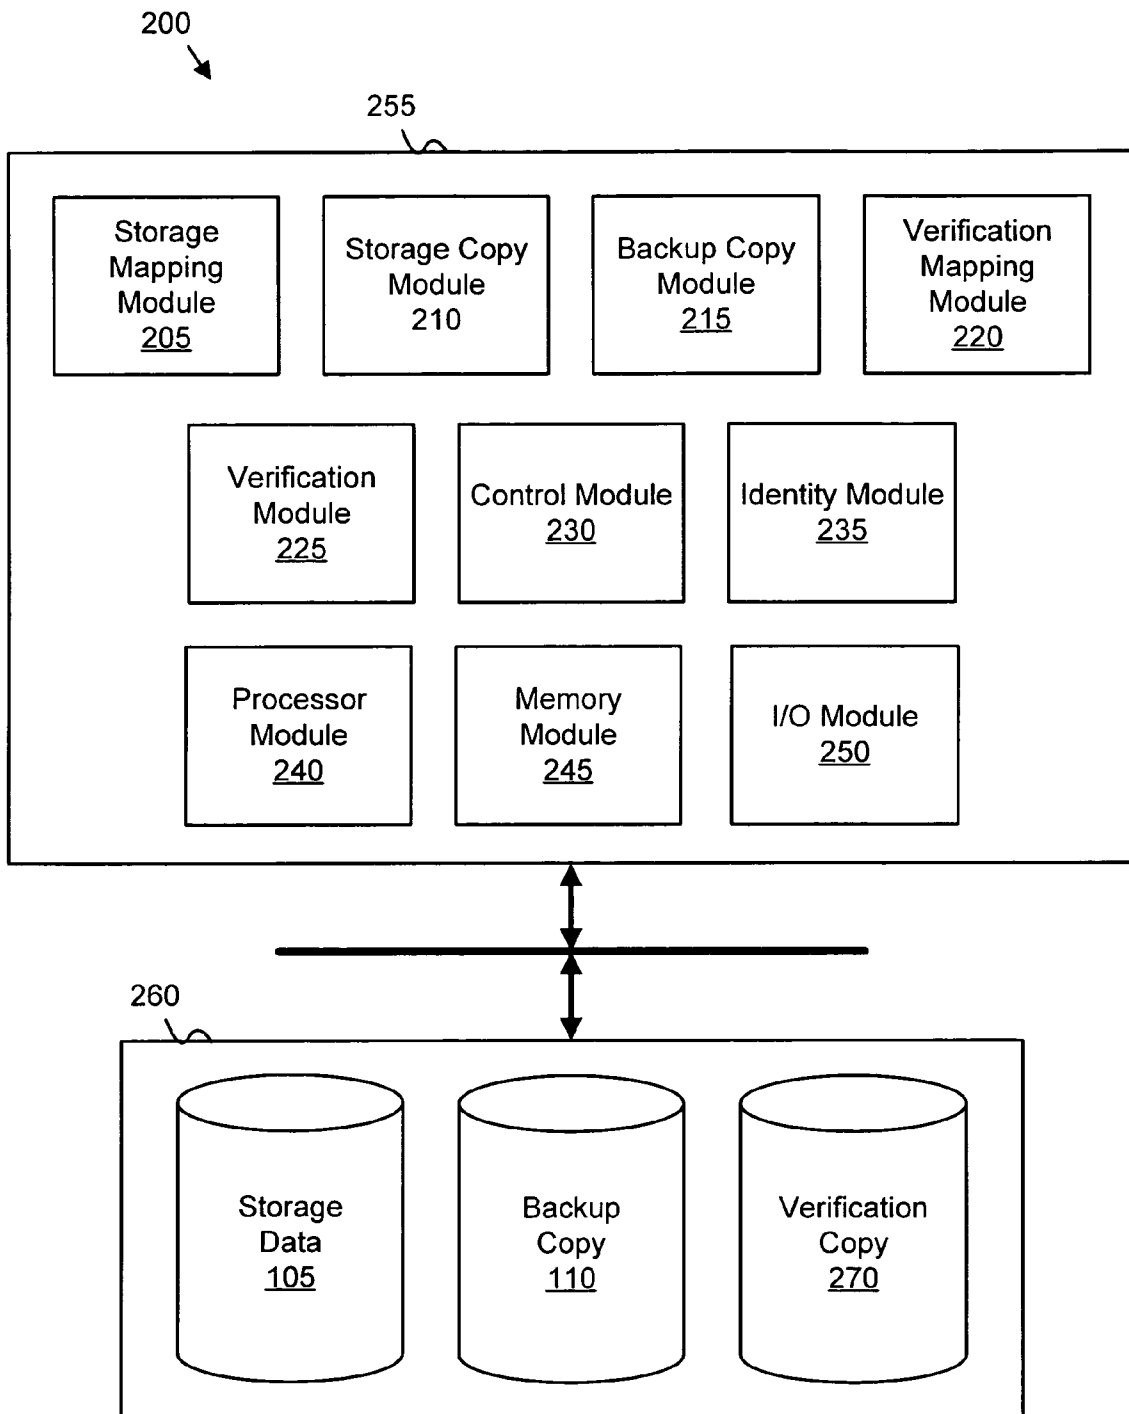 200
255
Storage
Mapping
Module
205
Storage Copy
Module
210
Backup Copy
Module
215
Verification
Mapping
Module
220
Verification
Module
225
Control Module
230
Identity Module
235
Processor
Module
240
Memory
Module
245
I/O Module
250
260
Storage
Data
105
Backup
Copy
110
Verification
Copy
270